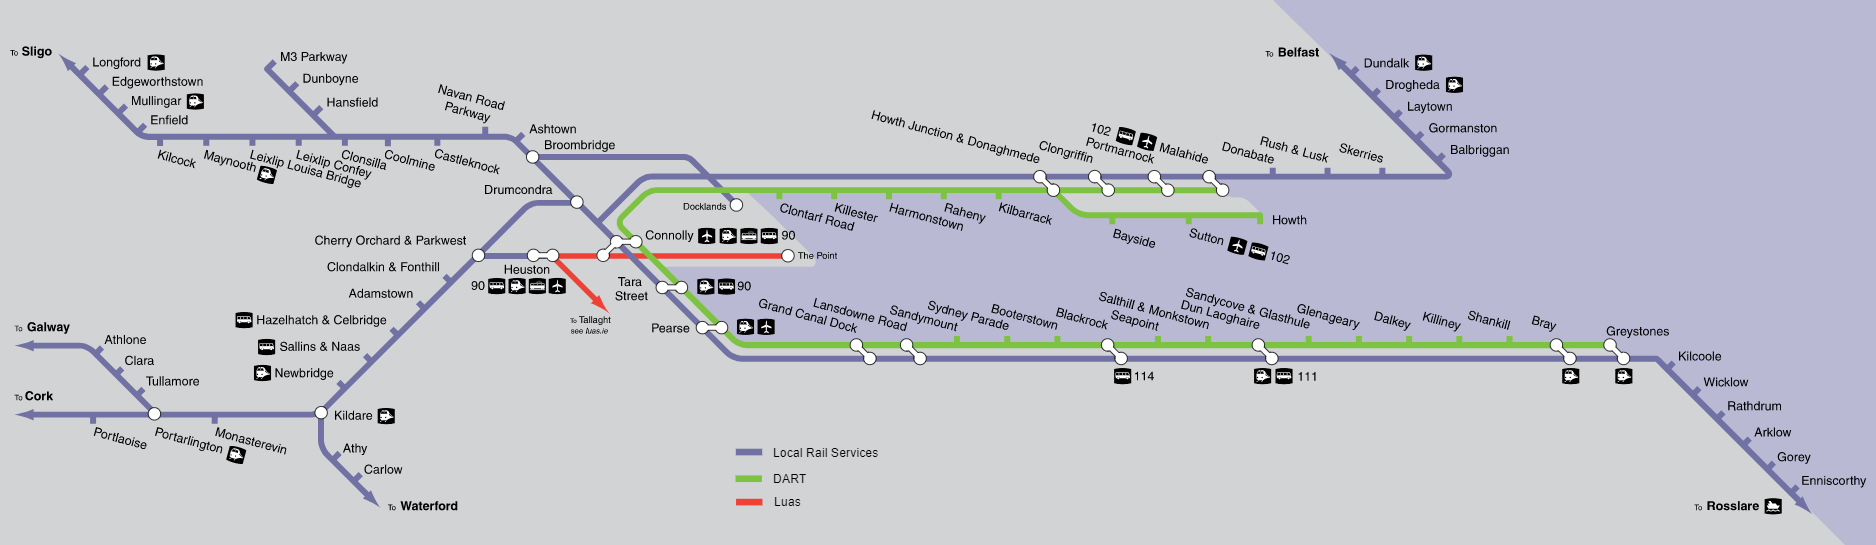 To Sligo
Longford
Edgeworthstown
Mullingar
Enfield
M3 Parkway
Dunboyne
Hansfield
Navan Road
Parkway
Ashtown
Broombridge
Kilcock
Maynooth
Leixlip Louisa Bridge
Leixlip Confey
Clonsilla
Coolmine
Castleknock
Drumcondra
Docklands
Cherry Orchard & Parkwest
Clondalkin & Fonthill
Adamstown
Hazelhatch & Celbridge
Sallins & Naas
Newbridge
Heuston
90
To Tallaght
see luas.ie
Connolly
90
The Point
Tara
Street
90
Pearse
To Galway
Athlone
Clara
Tullamore
To Cork
Portlaoise
Portarlington
Monasterevin
Kildare
Athy
Carlow
To Waterford
To Belfast
Dundalk
Drogheda
Laytown
Gormanston
Balbriggan
Howth Junction & Donaghmede
Clongriffin
102
Portmarnock
Malahide
Donabate
Rush & Lusk
Skerries
Clontarf Road
Killester
Harmonstown
Raheny
Kilbarrack
Bayside
Sutton
102
Howth
Grand Canal Dock
Lansdowne Road
Sandymount
Sydney Parade
Booterstown
Blackrock
Seapoint
Salthill & Monkstown
Dun Laoghaire
Sandycove & Glasthule
Glenageary
Dalkey
Killiney
Shankill
Bray
Greystones
114
111
Kilcoole
Wicklow
Rathdrum
Arklow
Gorey
Enniscorthy
To Rosslare
Local Rail Services
DART
Luas